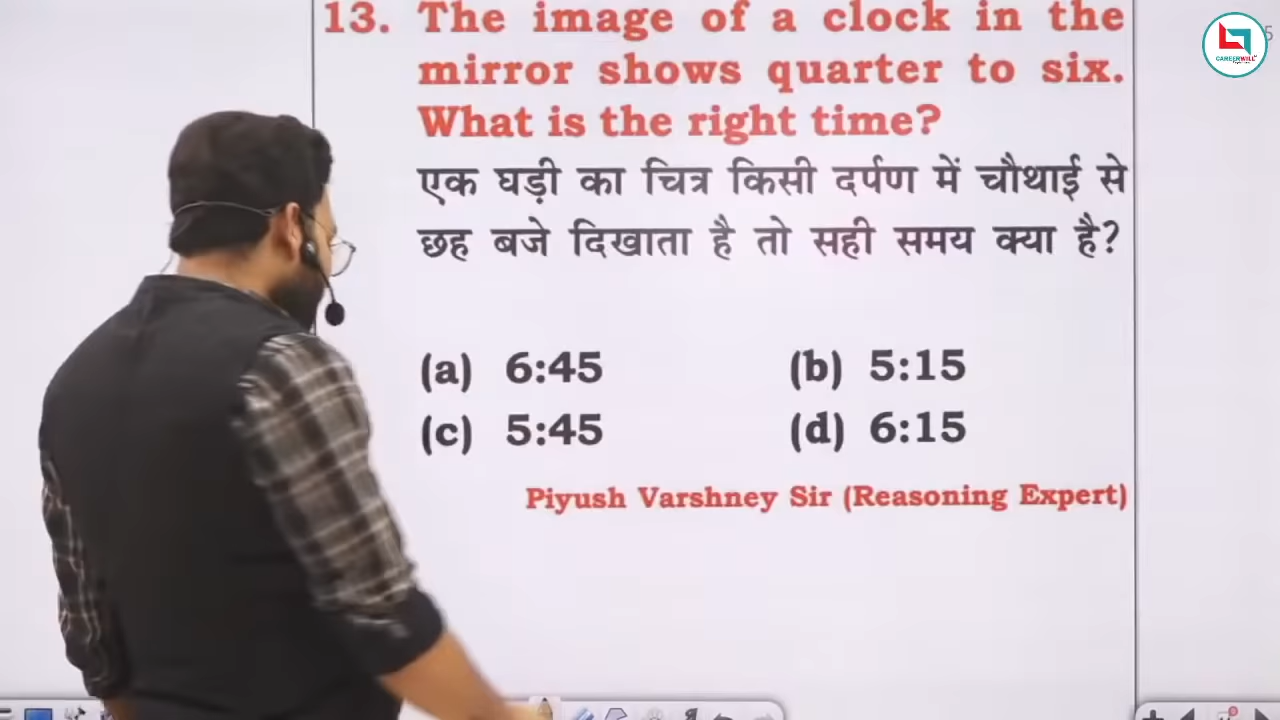 13. The image of a clock in the
mirror shows quarter to six.
What is the right time?
एक घड़ी का चित्र किसी दर्पण में चौथाई से
छह बजे दिखाता है तो सही समय क्या है?
(a) 6:45 (b) 5:15
(c) 5:45 (d) 6:15
Piyush Varshney Sir (Reasoning Expert)
CAREERWILL
5